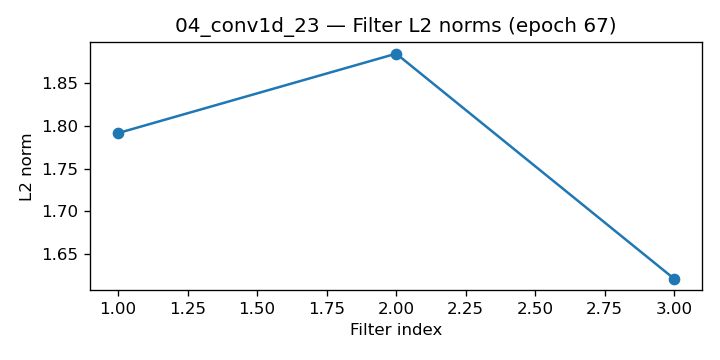 04_conv1d_23 — Filter L2 norms (epoch 67)
L2 norm
1.85
1.80
1.75
1.70
1.65
1.00 1.25 1.50 1.75 2.00 2.25 2.50 2.75 3.00
Filter index